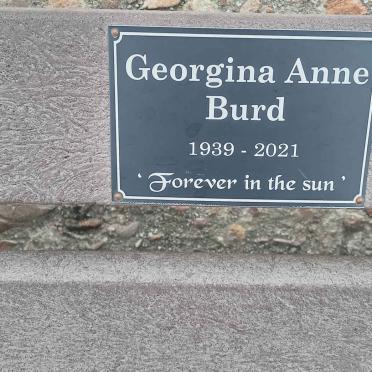 Georgina Anne
Burd
1939 - 2021
' Forever in the sun '